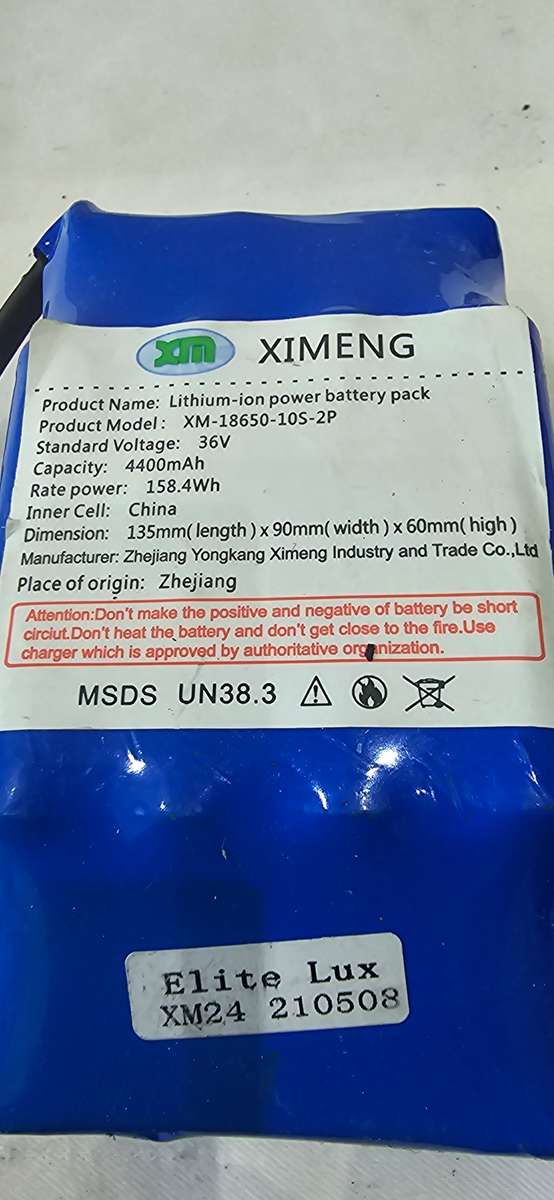 XM XIMENG
Product Name: Lithium-ion power battery pack
Product Model: XM-18650-10S-2P
Standard Voltage: 36V
Capacity: 4400mAh
Rate power: 158.4Wh
Inner Cell: China
Dimension: 135mm(length)x90mm(width)x60mm(high)
Manufacturer: Zhejiang Yongkang Ximeng Industry and Trade Co.,Ltd
Place of origin: Zhejiang
Attention:Don't make the positive and negative of battery be short
circiut.Don't heat the battery and don't get close to the fire.Use
charger which is approved by authoritative organization.
MSDS UN38.3
Elite Lux
XM24 210508